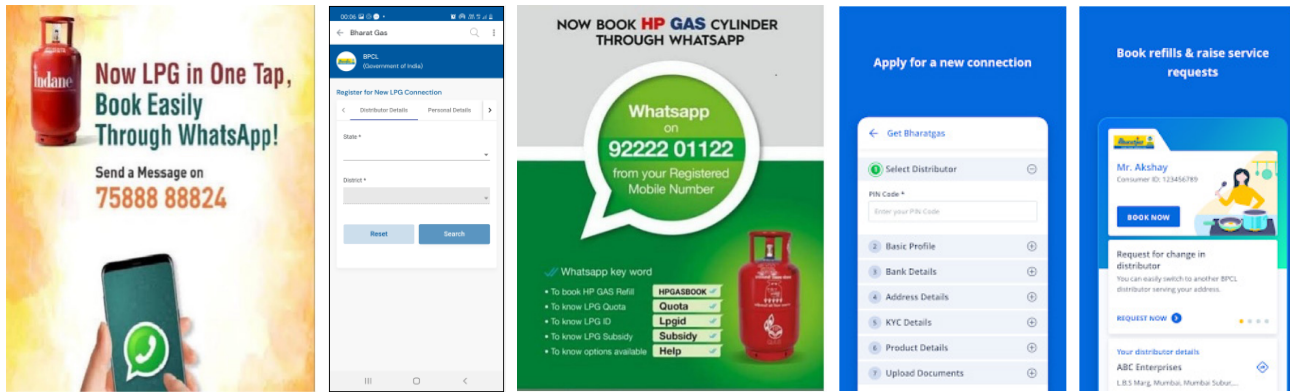 indane
Now LPG in One Tap,
Book Easily
Through WhatsApp!
Send a Message on
75888 88824
00:06
Bharat Gas
BPCL
(Government of India)
Register for New LPG Connection
Distributor Details
Personal Details
State *
District *
Reset
Search
NOW BOOK HP GAS CYLINDER
THROUGH WHATSAPP
Whatsapp
on
92222 01122
from your Registered
Mobile Number
Whatsapp key word
• To book HP GAS Refill HPGASBOOK
• To know LPG Quota Quota
• To know LPG ID Lpgid
• To know LPG Subsidy Subsidy
• To know options available Help
Apply for a new connection
Get Bharatgas
1 Select Distributor
PIN Code *
Enter your PIN Code
2 Basic Profile
3 Bank Details
4 Address Details
5 KYC Details
6 Product Details
7 Upload Documents
Book refills & raise service
requests
Bharatgas
Mr. Akshay
Consumer ID: 123456789
BOOK NOW
Request for change in
distributor
You can easily switch to another BPCL
distributor serving your address.
REQUEST NOW
Your distributor details
ABC Enterprises
L.B.S Marg, Mumbai, Mumbai Subur,...